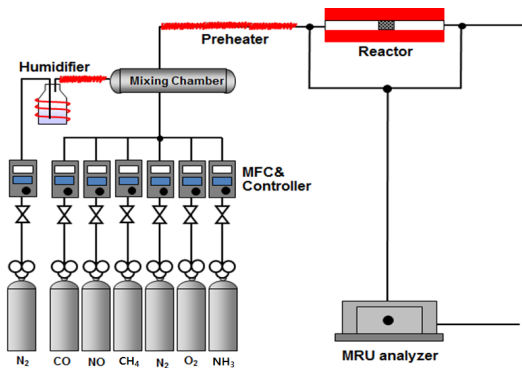 Preheater
Reactor
Humidifier
Mixing Chamber
MFC&
Controller
N₂ CO NO CH₄ N₂ O₂ NH₃
MRU analyzer